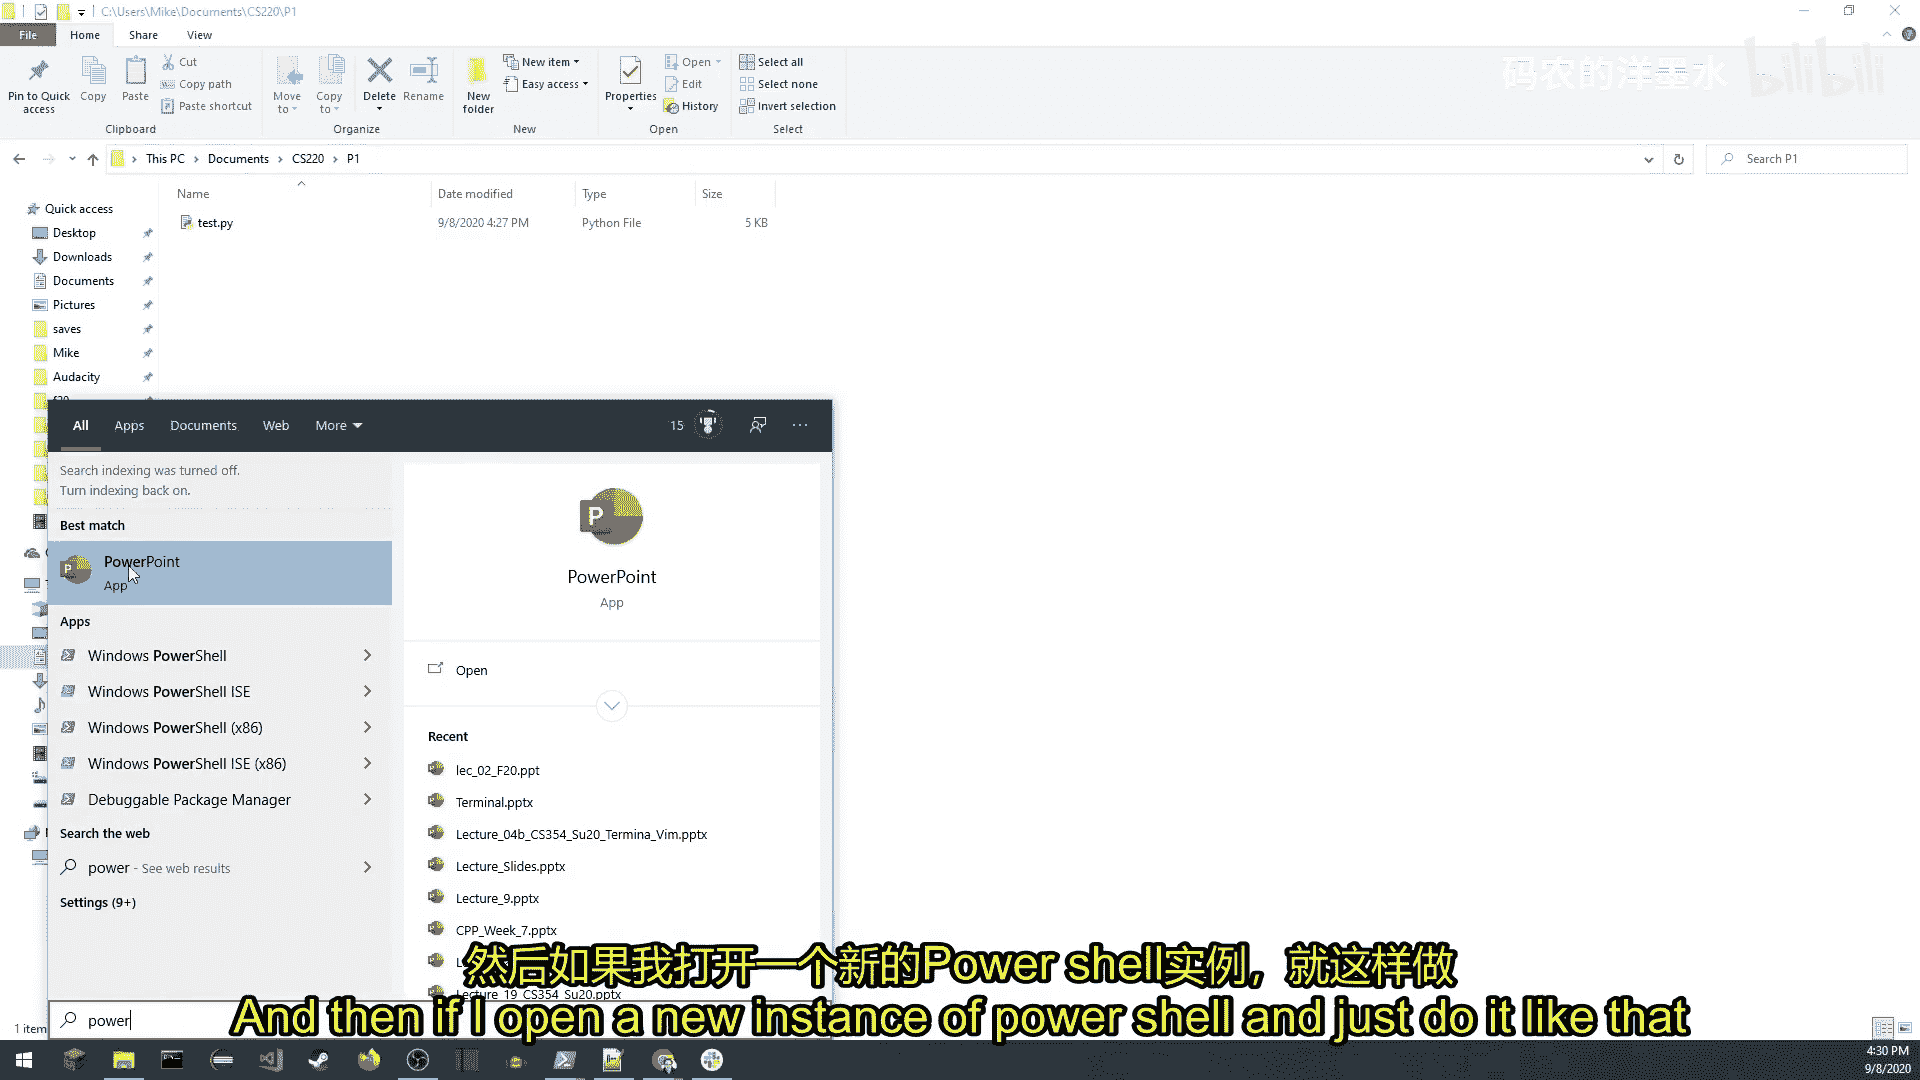 C:\Users\Mike\Documents\CS220\P1
File Home Share View
Pin to Quick access
Copy
Paste
Cut
Copy path
Paste shortcut
Clipboard
Move to
Copy to
Delete
Rename
Organize
New folder
New item
Easy access
New
Properties
Open
Edit
History
Open
Select all
Select none
Invert selection
Select
码农的洋墨水 bilibili
This PC > Documents > CS220 > P1
Search P1
Name Date modified Type Size
test.py 9/8/2020 4:27 PM Python File 5 KB
Quick access
Desktop
Downloads
Documents
Pictures
saves
Mike
Audacity
All Apps Documents Web More 15
Search indexing was turned off.
Turn indexing back on.
Best match
PowerPoint
App
Apps
Windows PowerShell
Windows PowerShell ISE
Windows PowerShell (x86)
Windows PowerShell ISE (x86)
Debuggable Package Manager
Search the web
power - See web results
Settings (9+)
PowerPoint
App
Open
Recent
lec_02_F20.ppt
Terminal.pptx
Lecture_04b_CS354_Su20_Termina_Vim.pptx
Lecture_Slides.pptx
Lecture_9.pptx
CPP_Week_7.pptx
Lecture_19_CS354_Su20.pptx
然后如果我打开一个新的Power shell实例，就这样做
And then if I open a new instance of power shell and just do it like that
1 item
power
4:30 PM
9/8/2020